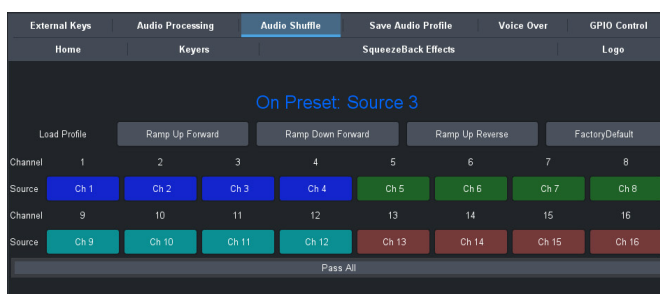 External Keys Audio Processing Audio Shuffle Save Audio Profile Voice Over GPIO Control
Home Keyers SqueezeBack Effects Logo
On Preset: Source 3
Load Profile Ramp Up Forward Ramp Down Forward Ramp Up Reverse FactoryDefault
Channel 1 2 3 4 5 6 7 8
Source Ch 1 Ch 2 Ch 3 Ch 4 Ch 5 Ch 6 Ch 7 Ch 8
Channel 9 10 11 12 13 14 15 16
Source Ch 9 Ch 10 Ch 11 Ch 12 Ch 13 Ch 14 Ch 15 Ch 16
Pass All